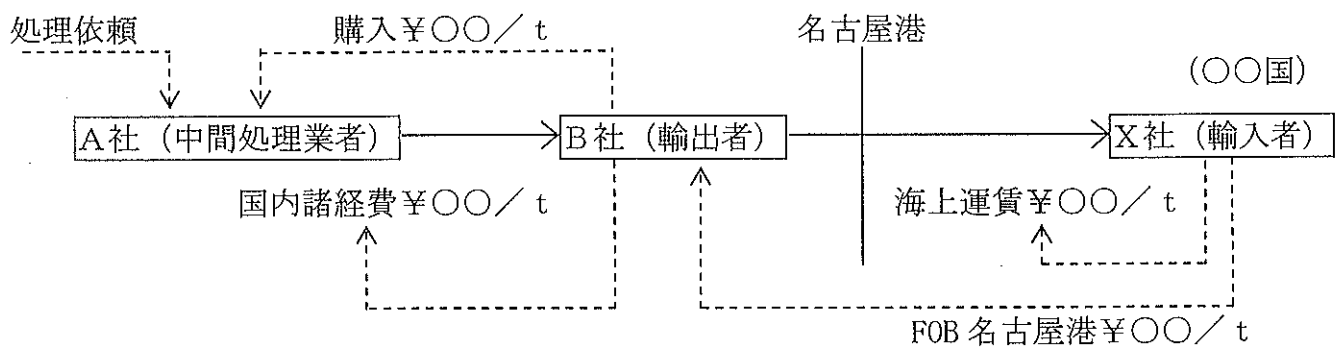 処理依頼
購入￥○○／ｔ
名古屋港
(○○国)
A社（中間処理業者）
B社（輸出者）
X社（輸入者）
国内諸経費￥○○／ｔ
海上運賃￥○○／ｔ
FOB 名古屋港￥○○／ｔ